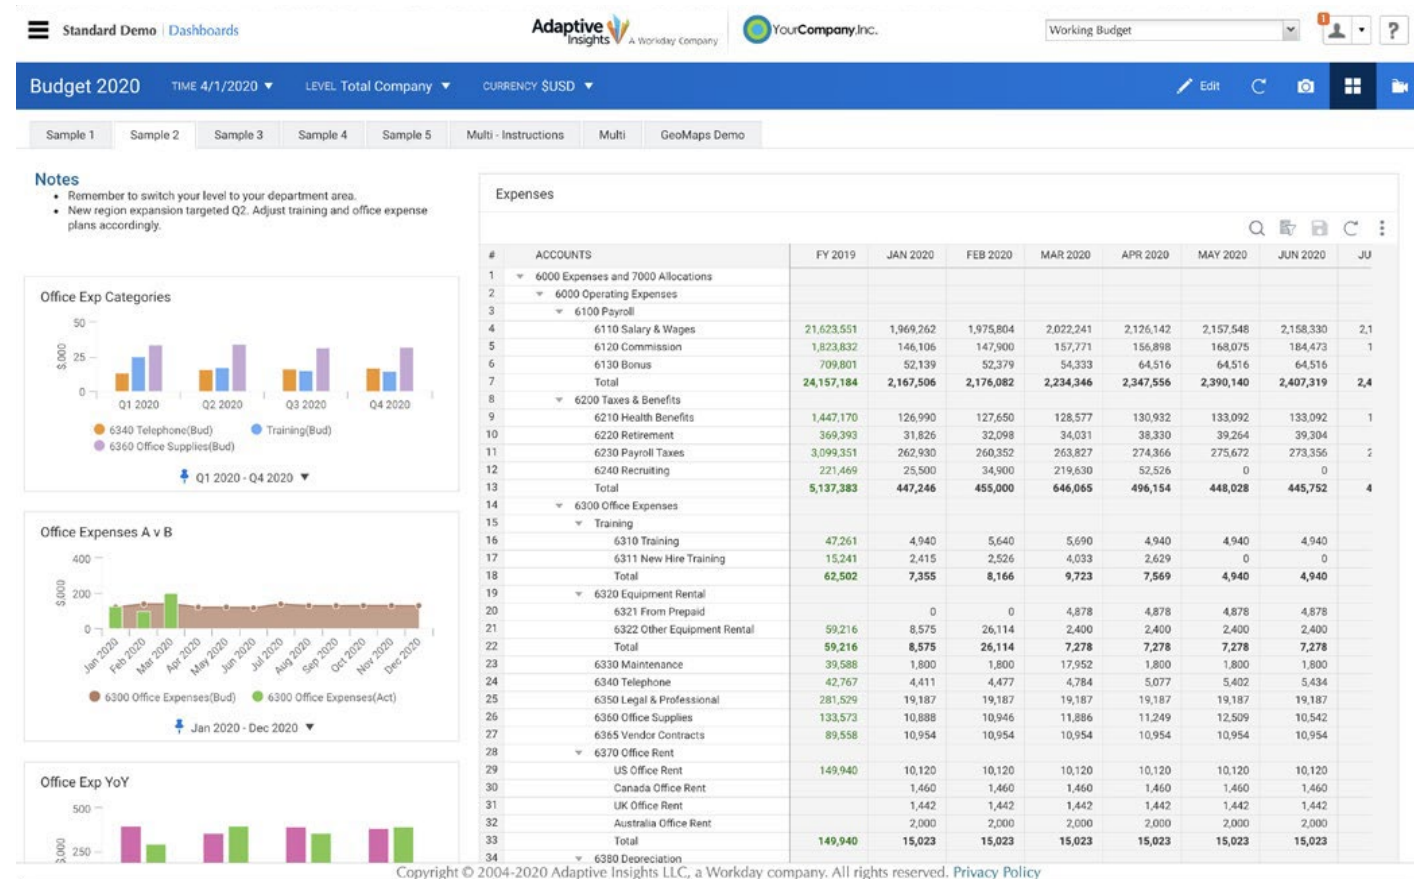 Standard Demo | Dashboards
Adaptive Insights A Workday Company
YourCompany,Inc.
Working Budget
1
?
Budget 2020 TIME 4/1/2020 LEVEL Total Company CURRENCY $USD Edit
Sample 1 Sample 2 Sample 3 Sample 4 Sample 5 Multi - Instructions Multi GeoMaps Demo
Notes
Remember to switch your level to your department area.
New region expansion targeted Q2. Adjust training and office expense
plans accordingly.
Office Exp Categories
$,000
50
25
0
Q1 2020 Q2 2020 Q3 2020 Q4 2020
6340 Telephone(Bud) Training(Bud)
6360 Office Supplies(Bud)
Q1 2020 - Q4 2020
Office Expenses A v B
$,000
400
200
0
Jan 2020 Feb 2020 Mar 2020 Apr 2020 May 2020 Jun 2020 Jul 2020 Aug 2020 Sep 2020 Oct 2020 Nov 2020 Dec 2020
6300 Office Expenses(Bud) 6300 Office Expenses(Act)
Jan 2020 - Dec 2020
Office Exp YoY
$,000
500
250
Expenses
# ACCOUNTS FY 2019 JAN 2020 FEB 2020 MAR 2020 APR 2020 MAY 2020 JUN 2020 JU
1 6000 Expenses and 7000 Allocations
2 6000 Operating Expenses
3 6100 Payroll
4 6110 Salary & Wages 21,623,551 1,969,262 1,975,804 2,022,241 2,126,142 2,157,548 2,158,330 2,1
5 6120 Commission 1,823,832 146,106 147,900 157,771 156,898 168,075 184,473 1
6 6130 Bonus 709,801 52,139 52,379 54,333 64,516 64,516 64,516
7 Total 24,157,184 2,167,506 2,176,082 2,234,346 2,347,556 2,390,140 2,407,319 2,4
8 6200 Taxes & Benefits
9 6210 Health Benefits 1,447,170 126,990 127,650 128,577 130,932 133,092 133,092 1
10 6220 Retirement 369,393 31,826 32,098 34,031 38,330 39,264 39,304
11 6230 Payroll Taxes 3,099,351 262,930 260,352 263,827 274,366 275,672 273,356 2
12 6240 Recruiting 221,469 25,500 34,900 219,630 52,526 0 0
13 Total 5,137,383 447,246 455,000 646,065 496,154 448,028 445,752 4
14 6300 Office Expenses
15 Training
16 6310 Training 47,261 4,940 5,640 5,690 4,940 4,940 4,940
17 6311 New Hire Training 15,241 2,415 2,526 4,033 2,629 0 0
18 Total 62,502 7,355 8,166 9,723 7,569 4,940 4,940
19 6320 Equipment Rental
20 6321 From Prepaid 0 0 4,878 4,878 4,878 4,878
21 6322 Other Equipment Rental 59,216 8,575 26,114 2,400 2,400 2,400 2,400
22 Total 59,216 8,575 26,114 7,278 7,278 7,278 7,278
23 6330 Maintenance 39,588 1,800 1,800 17,952 1,800 1,800 1,800
24 6340 Telephone 42,767 4,411 4,477 4,784 5,077 5,402 5,434
25 6350 Legal & Professional 281,529 19,187 19,187 19,187 19,187 19,187 19,187
26 6360 Office Supplies 133,573 10,888 10,946 11,886 11,249 12,509 10,542
27 6365 Vendor Contracts 89,558 10,954 10,954 10,954 10,954 10,954 10,954
28 6370 Office Rent
29 US Office Rent 149,940 10,120 10,120 10,120 10,120 10,120 10,120
30 Canada Office Rent 1,460 1,460 1,460 1,460 1,460 1,460
31 UK Office Rent 1,442 1,442 1,442 1,442 1,442 1,442
32 Australia Office Rent 2,000 2,000 2,000 2,000 2,000 2,000
33 Total 149,940 15,023 15,023 15,023 15,023 15,023 15,023
34 6380 Depreciation
Copyright © 2004-2020 Adaptive Insights LLC, a Workday company. All rights reserved. Privacy Policy